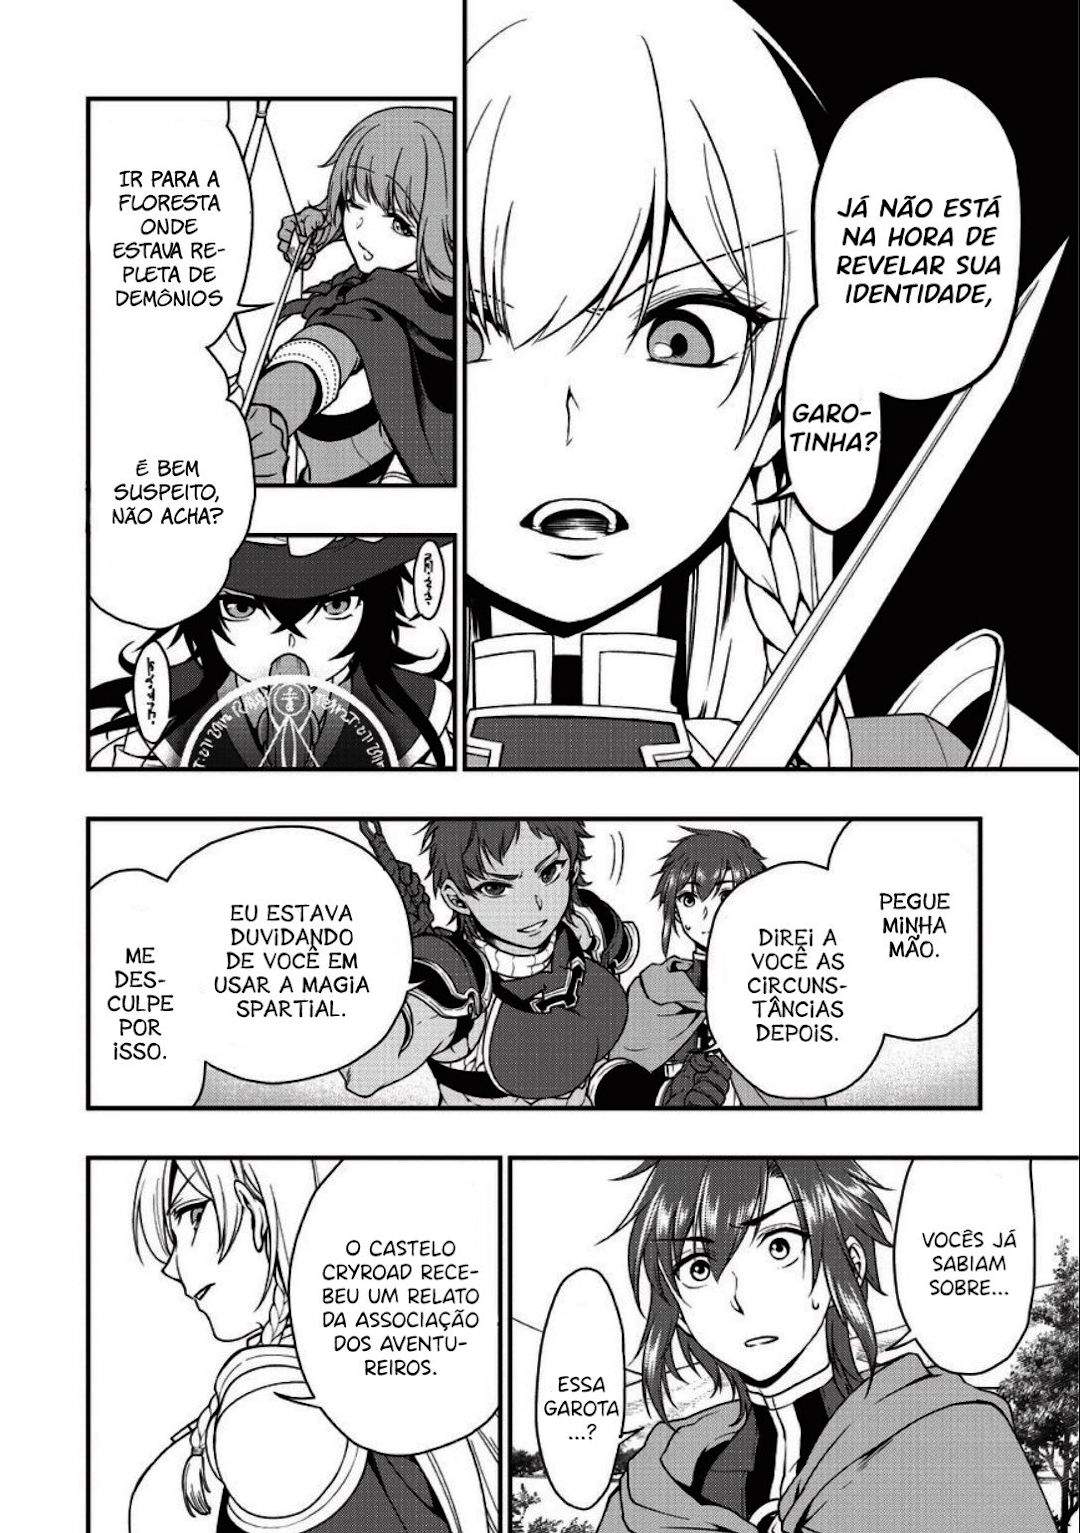 JÁ NÃO ESTÁ
NA HORA DE
REVELAR SUA
IDENTIDADE,
GARO-
TINHA?
IR PARA A
FLORESTA
ONDE
ESTAVA RE-
PLETA DE
DEMÔNIOS
É BEM
SUSPEITO,
NÃO ACHA?
PEGUE
MINHA
MÃO.
DIREI A
VOCÊ AS
CIRCUNS-
TÂNCIAS
DEPOIS.
EU ESTAVA
DUVIDANDO
DE VOCÊ EM
USAR A MAGIA
SPARTIAL.
ME
DES-
CULPE
POR
ISSO.
VOCÊS JÁ
SABIAM
SOBRE...
ESSA
GAROTA
...?
O CASTELO
CRYROAD RECE-
BEU UM RELATO
DA ASSOCIAÇÃO
DOS AVENTU-
REIROS.